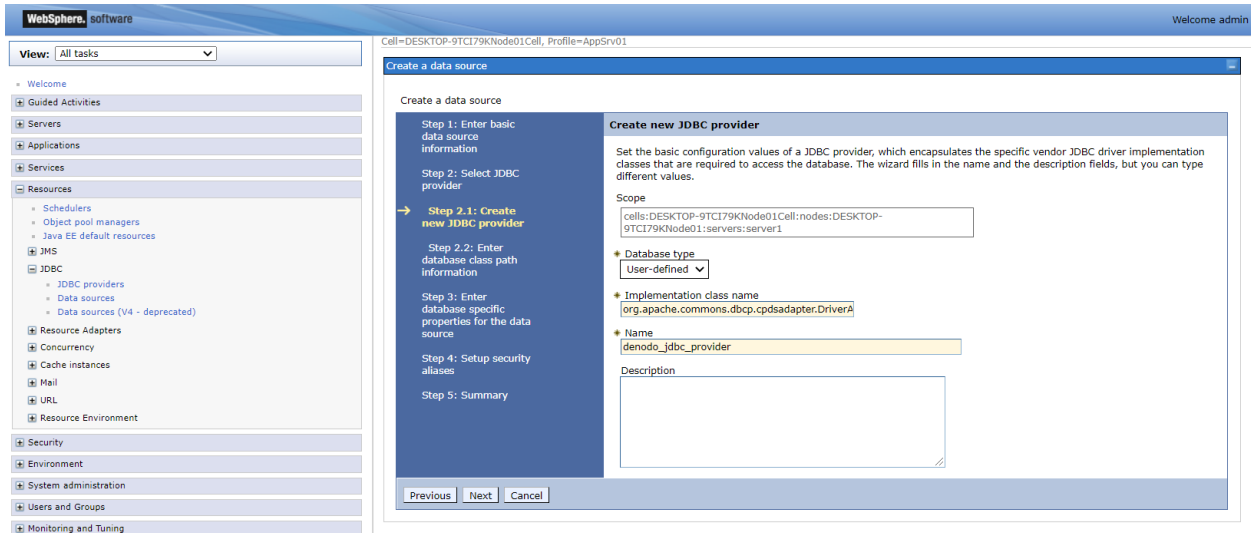 WebSphere. software
Welcome admin
View: All tasks
Welcome
Guided Activities
Servers
Applications
Services
Resources
Schedulers
Object pool managers
Java EE default resources
JMS
JDBC
JDBC providers
Data sources
Data sources (V4 - deprecated)
Resource Adapters
Concurrency
Cache instances
Mail
URL
Resource Environment
Security
Environment
System administration
Users and Groups
Monitoring and Tuning
Cell=DESKTOP-9TCI79KNode01Cell, Profile=AppSrv01
Create a data source
Create a data source
Step 1: Enter basic
data source
information
Step 2: Select JDBC
provider
Step 2.1: Create
new JDBC provider
Step 2.2: Enter
database class path
information
Step 3: Enter
database specific
properties for the data
source
Step 4: Setup security
aliases
Step 5: Summary
Create new JDBC provider
Set the basic configuration values of a JDBC provider, which encapsulates the specific vendor JDBC driver implementation
classes that are required to access the database. The wizard fills in the name and the description fields, but you can type
different values.
Scope
cells:DESKTOP-9TCI79KNode01Cell:nodes:DESKTOP-
9TCI79KNode01:servers:server1
Database type
User-defined
Implementation class name
org.apache.commons.dbcp.cpdsadapter.DriverA
Name
denodo_jdbc_provider
Description
Previous Next Cancel